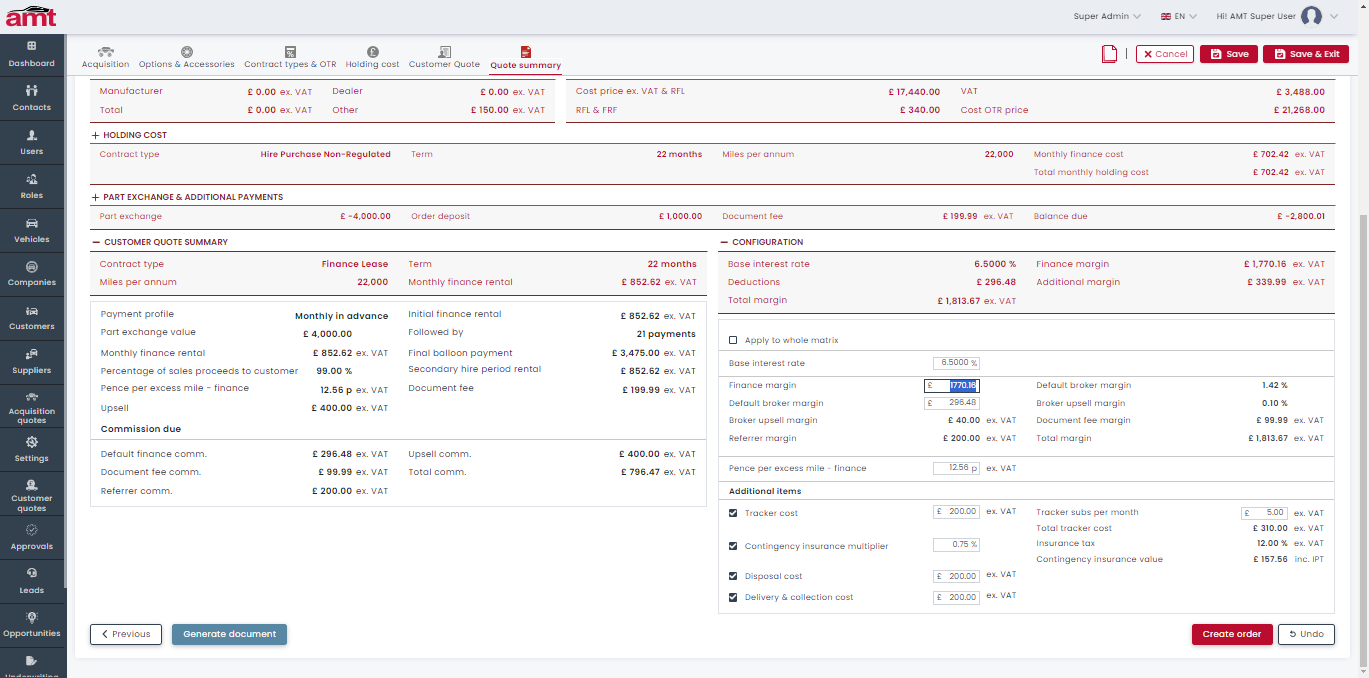 amt
Super Admin EN Hi! AMT Super User
Dashboard
Contacts
Users
Roles
Vehicles
Companies
Customers
Suppliers
Acquisition
quotes
Settings
Customer
quotes
Approvals
Leads
Opportunities
Underwriting
Acquisition Options & Accessories Contract types & OTR Holding cost Customer Quote Quote summary
Cancel Save Save & Exit
Manufacturer £ 0.00 ex. VAT Dealer £ 0.00 ex. VAT Cost price ex. VAT & RFL £ 17,440.00 VAT £ 3,488.00
Total £ 0.00 ex. VAT Other £ 150.00 ex. VAT RFL & FRF £ 340.00 Cost OTR price £ 21,268.00
+ HOLDING COST
Contract type Hire Purchase Non-Regulated Term 22 months Miles per annum 22,000 Monthly finance cost £ 702.42 ex. VAT
Total monthly holding cost £ 702.42 ex. VAT
+ PART EXCHANGE & ADDITIONAL PAYMENTS
Part exchange £ -4,000.00 Order deposit £ 1,000.00 Document fee £ 199.99 ex. VAT Balance due £ -2,800.01
− CUSTOMER QUOTE SUMMARY
Contract type Finance Lease Term 22 months
Miles per annum 22,000 Monthly finance rental £ 852.62 ex. VAT
Payment profile Monthly in advance Initial finance rental £ 852.62 ex. VAT
Part exchange value £ 4,000.00 Followed by 21 payments
Monthly finance rental £ 852.62 ex. VAT Final balloon payment £ 3,475.00 ex. VAT
Percentage of sales proceeds to customer 99.00 % Secondary hire period rental £ 852.62 ex. VAT
Pence per excess mile - finance 12.56 p ex. VAT Document fee £ 199.99 ex. VAT
Upsell £ 400.00 ex. VAT
Commission due
Default finance comm. £ 296.48 ex. VAT Upsell comm. £ 400.00 ex. VAT
Document fee comm. £ 99.99 ex. VAT Total comm. £ 796.47 ex. VAT
Referrer comm. £ 200.00 ex. VAT
− CONFIGURATION
Base interest rate 6.5000 % Finance margin £ 1,770.16 ex. VAT
Deductions £ 296.48 Additional margin £ 339.99 ex. VAT
Total margin £ 1,813.67 ex. VAT
Apply to whole matrix
Base interest rate 6.5000 %
Finance margin £ 1770.16 Default broker margin 1.42 %
Default broker margin £ 296.48 Broker upsell margin 0.10 %
Broker upsell margin £ 40.00 ex. VAT Document fee margin £ 99.99 ex. VAT
Referrer margin £ 200.00 ex. VAT Total margin £ 1,813.67 ex. VAT
Pence per excess mile - finance 12.56 p ex. VAT
Additional items
Tracker cost £ 200.00 ex. VAT Tracker subs per month £ 5.00 ex. VAT
Total tracker cost £ 310.00 ex. VAT
Contingency insurance multiplier 0.75 % Insurance tax 12.00 % ex. VAT
Contingency insurance value £ 157.56 inc. IPT
Disposal cost £ 200.00 ex. VAT
Delivery & collection cost £ 200.00 ex. VAT
Previous Generate document Create order Undo